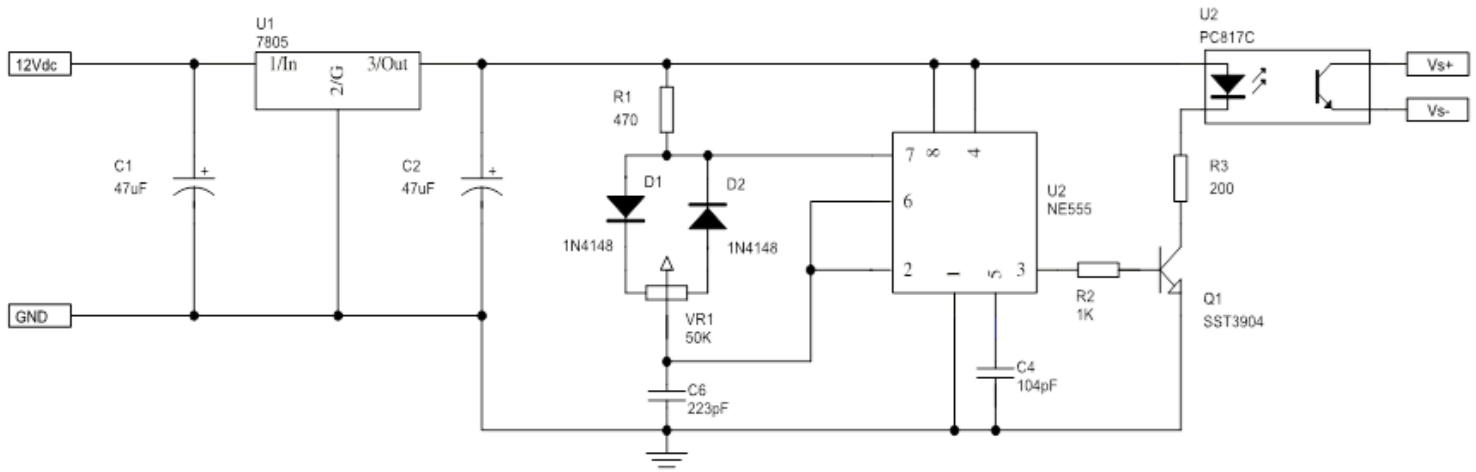 U1
7805
12Vdc
1/In
2/G
3/Out
C1
47uF
C2
47uF
GND
R1
470
D1
1N4148
D2
1N4148
VR1
50K
C6
223pF
7
6
2
8
4
1
5
3
U2
NE555
C4
104pF
R2
1K
Q1
SST3904
R3
200
U2
PC817C
Vs+
Vs-